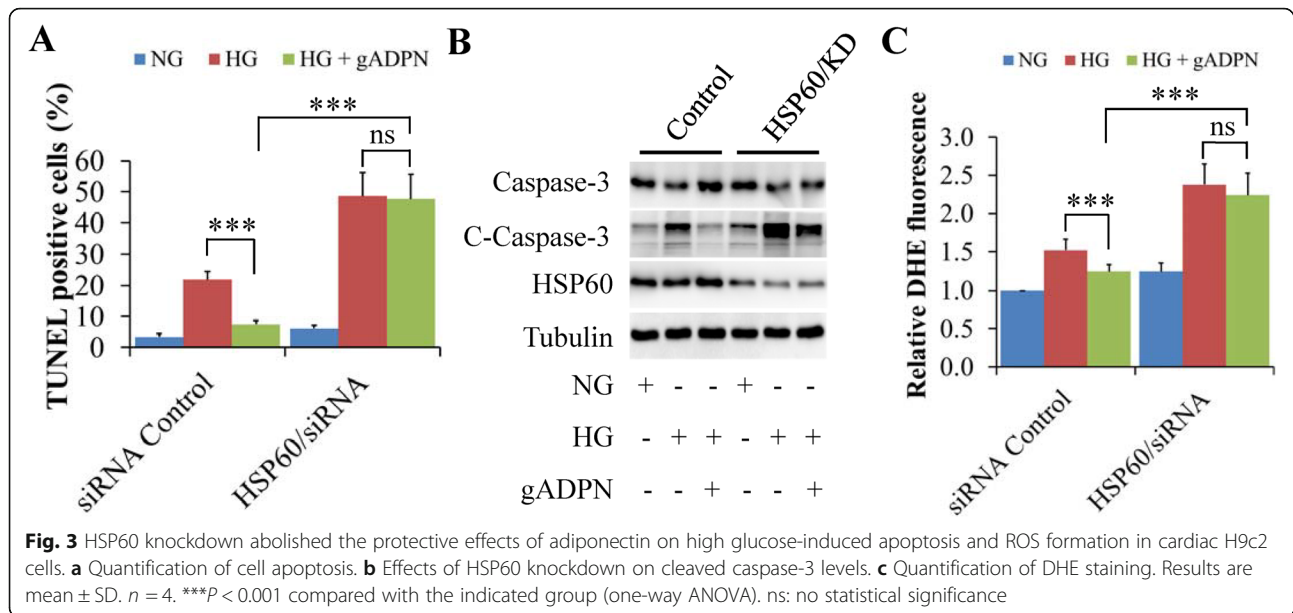 A
NG HG HG + gADPN
TUNEL positive cells (%)
60
50
40
30
20
10
0
***
***
ns
siRNA Control
HSP60/siRNA
B
Control
HSP60/KD
Caspase-3
C-Caspase-3
HSP60
Tubulin
NG + - - + - -
HG - + + - + +
gADPN - - + - - +
C
NG HG HG + gADPN
Relative DHE fluorescence
3.0
2.5
2.0
1.5
1.0
0.5
0.0
***
***
ns
siRNA Control
HSP60/siRNA
Fig. 3 HSP60 knockdown abolished the protective effects of adiponectin on high glucose-induced apoptosis and ROS formation in cardiac H9c2
cells. a Quantification of cell apoptosis. b Effects of HSP60 knockdown on cleaved caspase-3 levels. c Quantification of DHE staining. Results are
mean ± SD. n = 4. ***P < 0.001 compared with the indicated group (one-way ANOVA). ns: no statistical significance